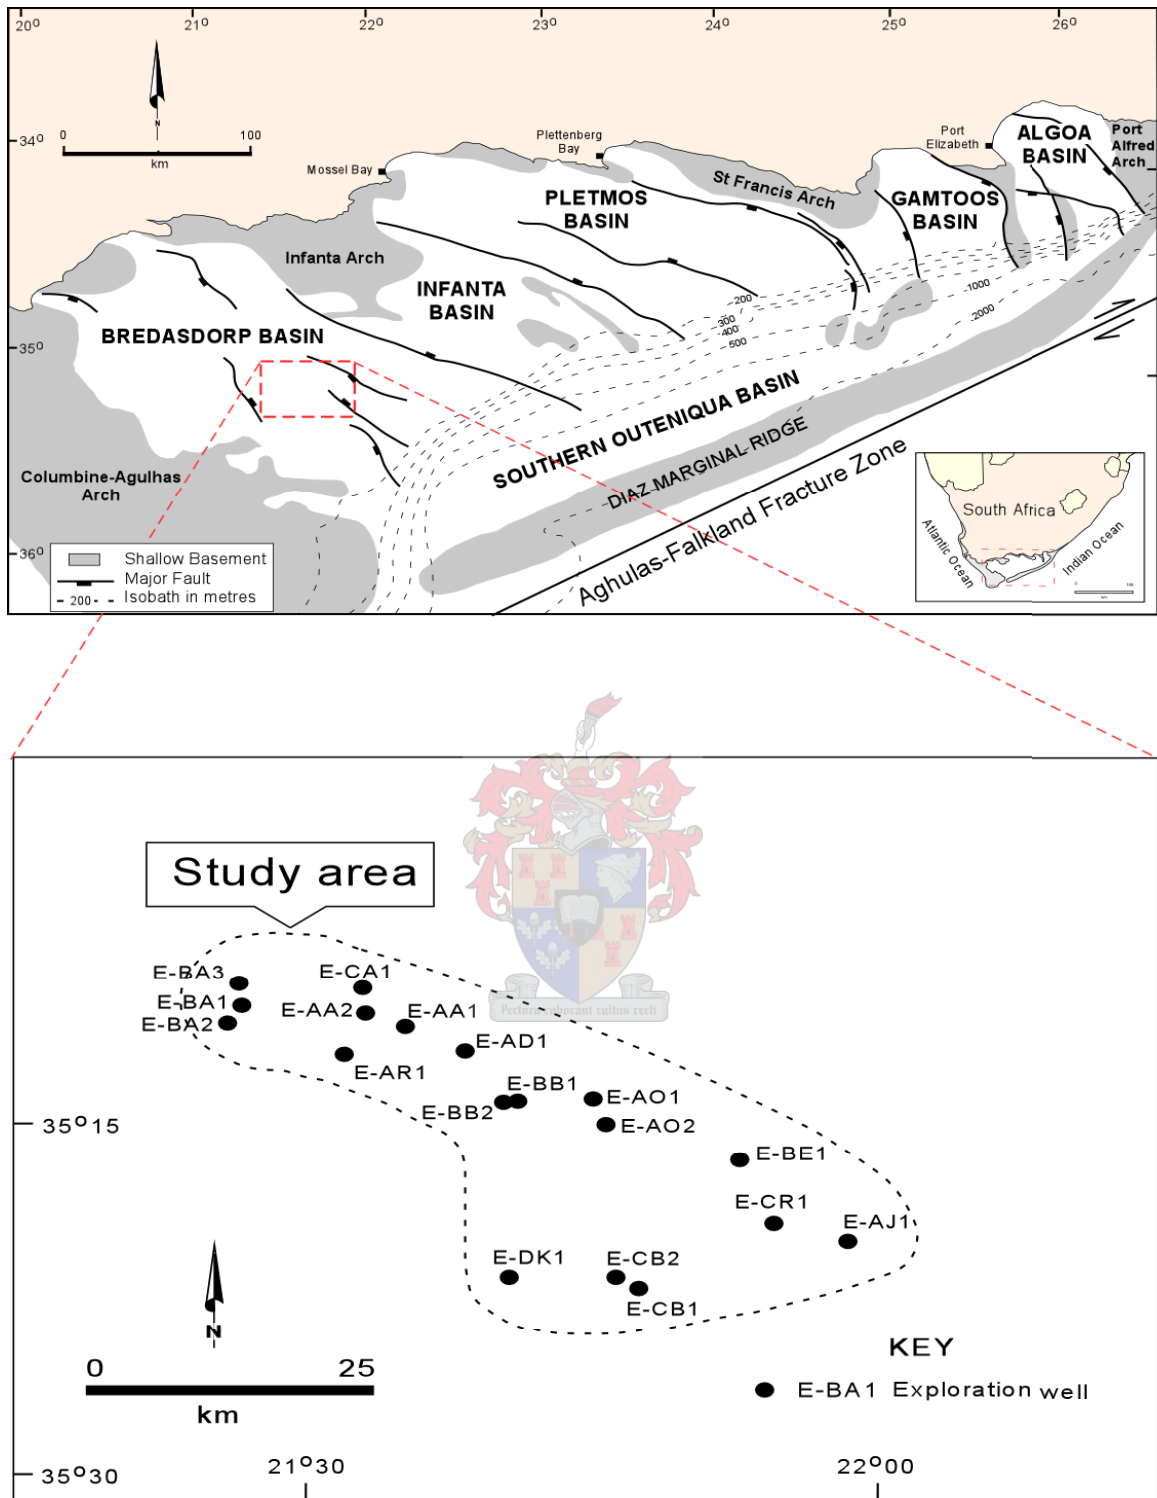 20° 21° 22° 23° 24° 25° 26°
N
0 100
km
34°
35°
36°
Mossel Bay
Plettenberg
Bay
Port
Elizabeth
ALGOA
BASIN
Port
Alfred
Arch
St Francis Arch
PLETMOS
BASIN
GAMTOOS
BASIN
Infanta Arch
INFANTA
BASIN
BREDASDORP BASIN
200
300
400
500
1000
2000
SOUTHERN OUTENIQUA BASIN
DIAZ MARGINAL RIDGE
Aghulas-Falkland Fracture Zone
Columbine-Agulhas
Arch
Shallow Basement
Major Fault
200 Isobath in metres
South Africa
Atlantic Ocean
Indian Ocean
Study area
E-BA3
E-BA1
E-BA2
E-CA1
E-AA2
E-AA1
E-AD1
E-AR1
E-BB1
E-BB2
E-AO1
E-AO2
E-BE1
E-CR1
E-AJ1
E-DK1
E-CB2
E-CB1
Pectora roborant cultus recti
35°15
N
0 25
km
KEY
E-BA1 Exploration well
35°30
21°30
22°00